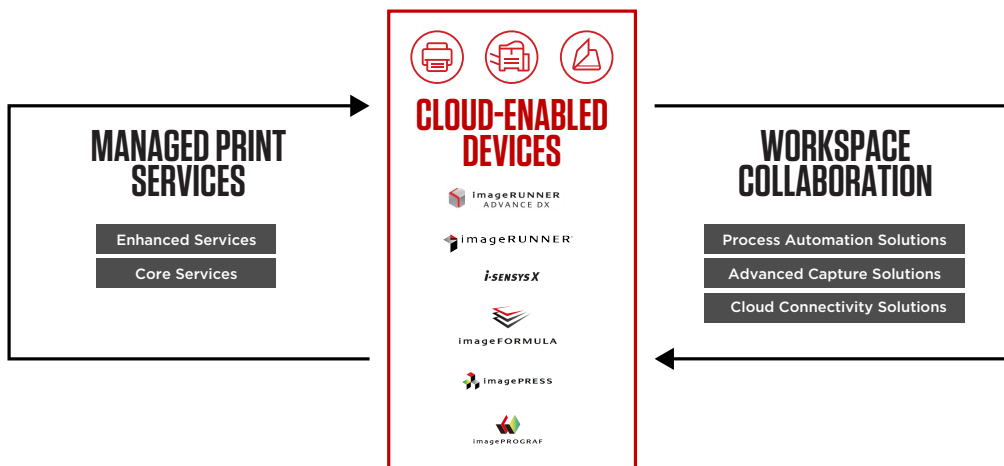 MANAGED PRINT
SERVICES
Enhanced Services
Core Services
CLOUD-ENABLED
DEVICES
imageRUNNER
ADVANCE DX
imageRUNNER
i-SENSYS X
imageFORMULA
imagePRESS
imagePROGRAF
WORKSPACE
COLLABORATION
Process Automation Solutions
Advanced Capture Solutions
Cloud Connectivity Solutions